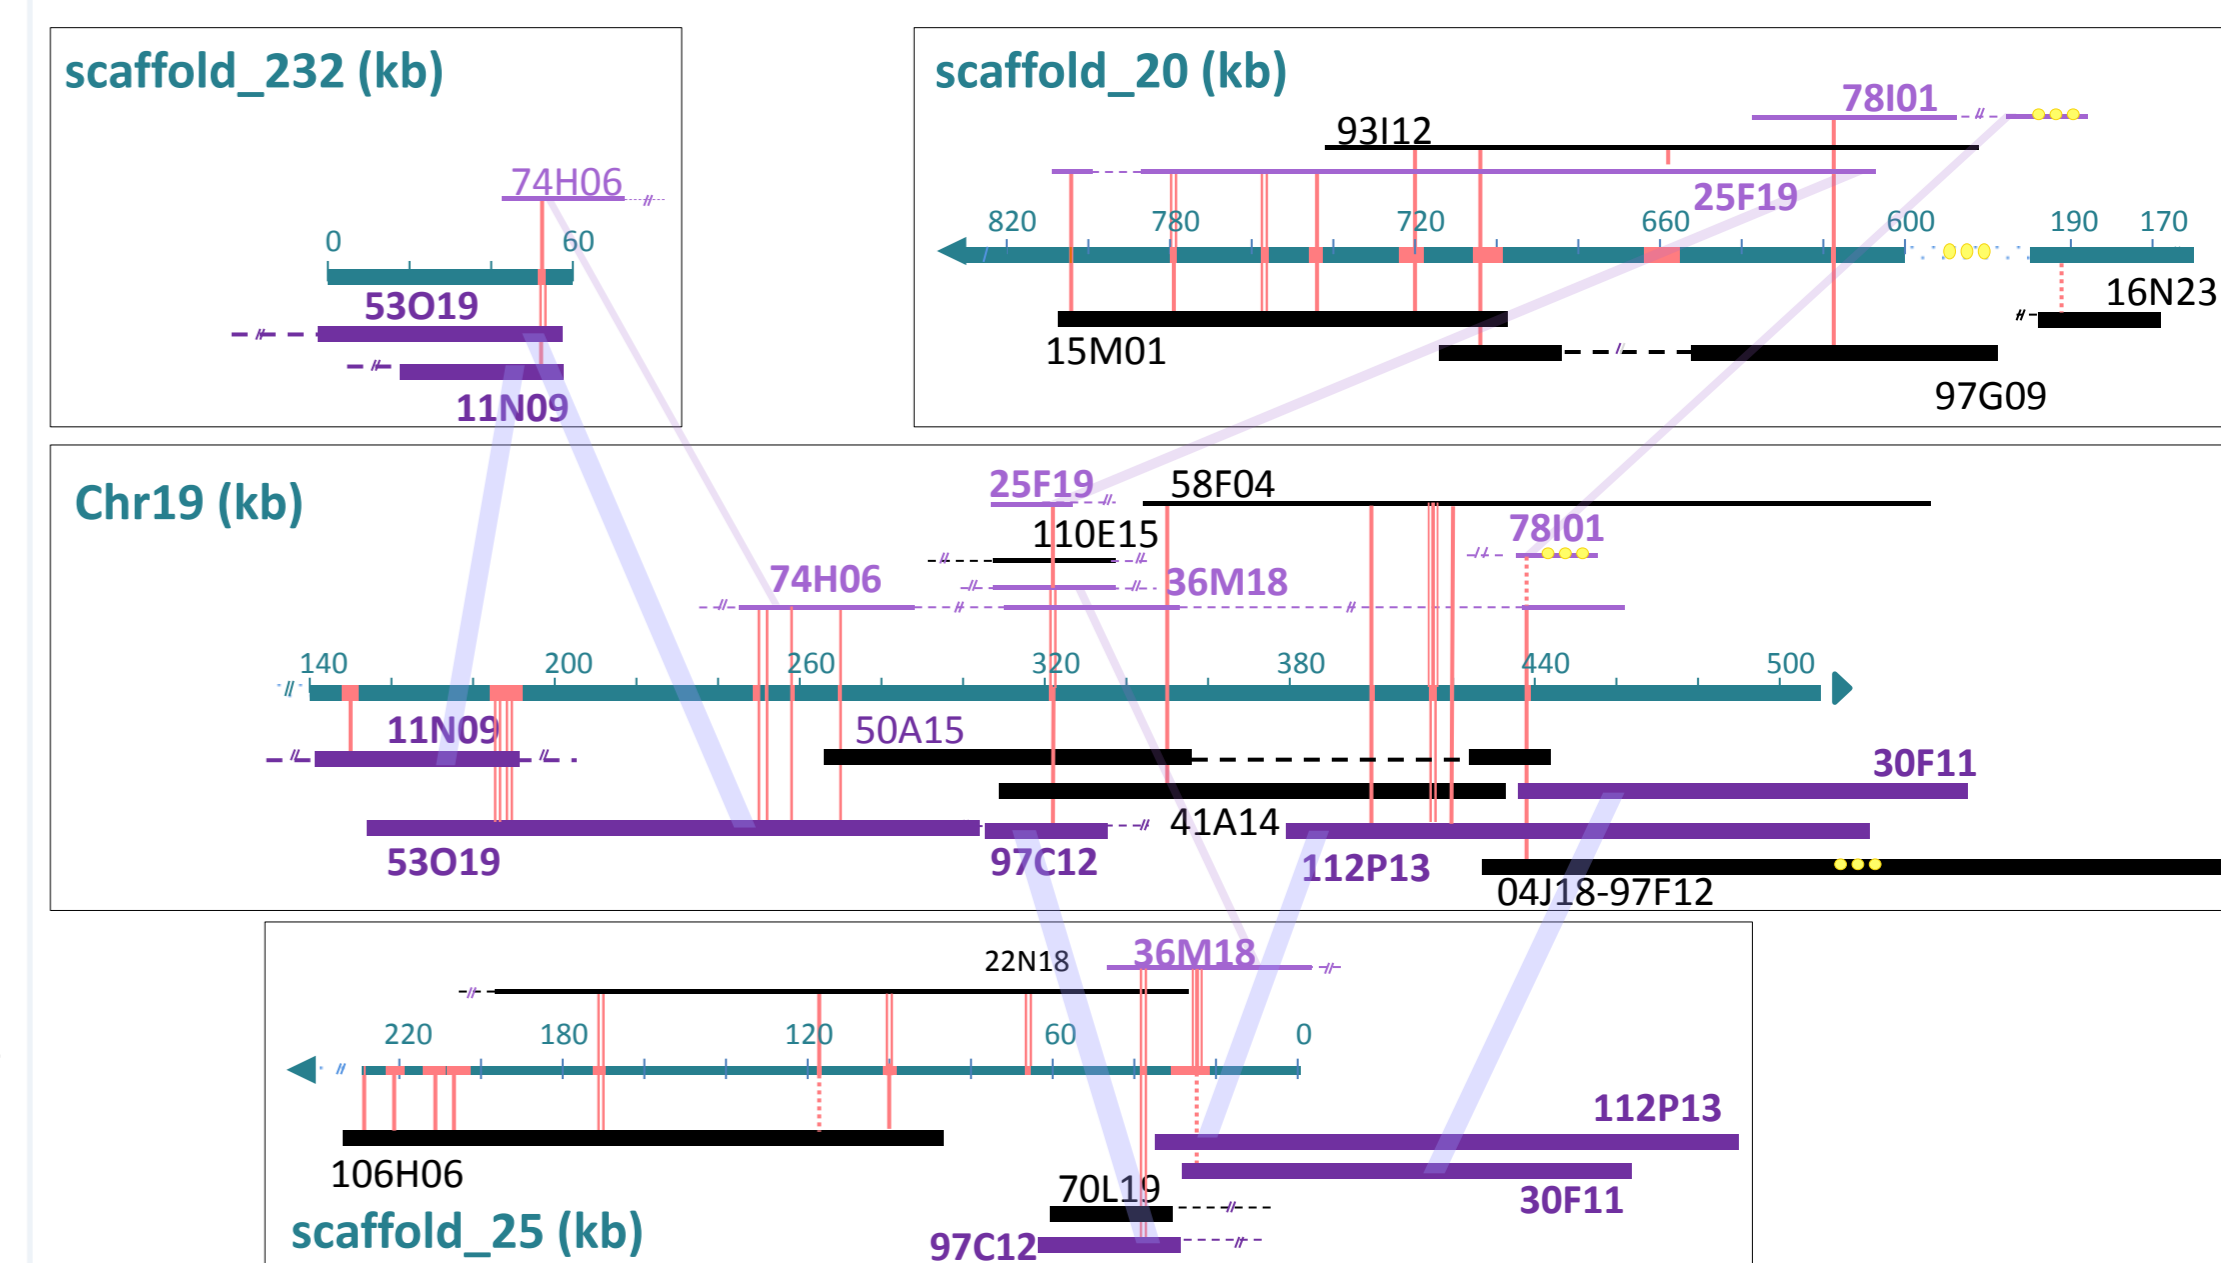 scaffold_232 (kb)
74H06
0 60
53O19
11N09
scaffold_20 (kb)
78I01
93I12
25F19
820 780 720 660 600 190 170
16N23
15M01
97G09
Chr19 (kb)
25F19 58F04
110E15 78I01
74H06 36M18
140 200 260 320 380 440 500
11N09 50A15
30F11
41A14
53O19 97C12 112P13
04J18-97F12
22N18 36M18
220 180 120 60 0
112P13
106H06
70L19
30F11
scaffold_25 (kb)
97C12